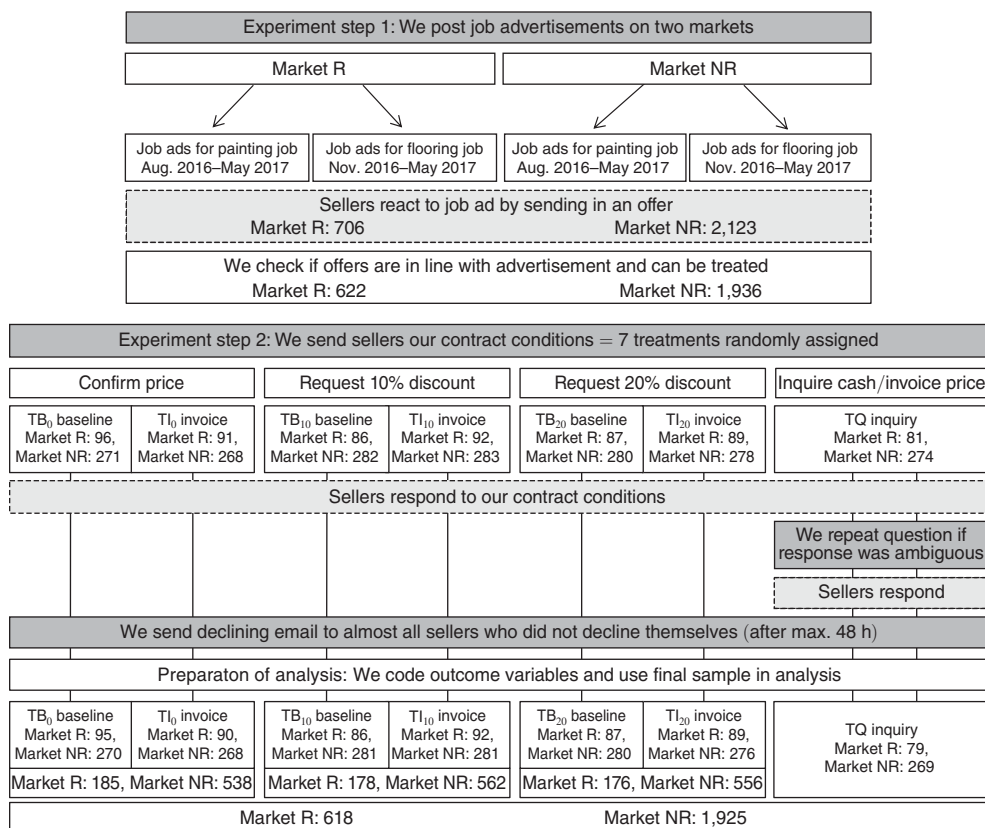 Experiment step 1: We post job advertisements on two markets
Market R
Market NR
Job ads for painting job
Aug. 2016–May 2017
Job ads for flooring job
Nov. 2016–May 2017
Job ads for painting job
Aug. 2016–May 2017
Job ads for flooring job
Nov. 2016–May 2017
Sellers react to job ad by sending in an offer
Market R: 706 Market NR: 2,123
We check if offers are in line with advertisement and can be treated
Market R: 622 Market NR: 1,936
Experiment step 2: We send sellers our contract conditions = 7 treatments randomly assigned
Confirm price
Request 10% discount
Request 20% discount
Inquire cash/invoice price
TB₀ baseline
Market R: 96,
Market NR: 271
TI₀ invoice
Market R: 91,
Market NR: 268
TB₁₀ baseline
Market R: 86,
Market NR: 282
TI₁₀ invoice
Market R: 92,
Market NR: 283
TB₂₀ baseline
Market R: 87,
Market NR: 280
TI₂₀ invoice
Market R: 89,
Market NR: 278
TQ inquiry
Market R: 81,
Market NR: 274
Sellers respond to our contract conditions
We repeat question if
response was ambiguous
Sellers respond
We send declining email to almost all sellers who did not decline themselves (after max. 48 h)
Preparaton of analysis: We code outcome variables and use final sample in analysis
TB₀ baseline
Market R: 95,
Market NR: 270
TI₀ invoice
Market R: 90,
Market NR: 268
TB₁₀ baseline
Market R: 86,
Market NR: 281
TI₁₀ invoice
Market R: 92,
Market NR: 281
TB₂₀ baseline
Market R: 87,
Market NR: 280
TI₂₀ invoice
Market R: 89,
Market NR: 276
TQ inquiry
Market R: 79,
Market NR: 269
Market R: 185, Market NR: 538
Market R: 178, Market NR: 562
Market R: 176, Market NR: 556
Market R: 618 Market NR: 1,925